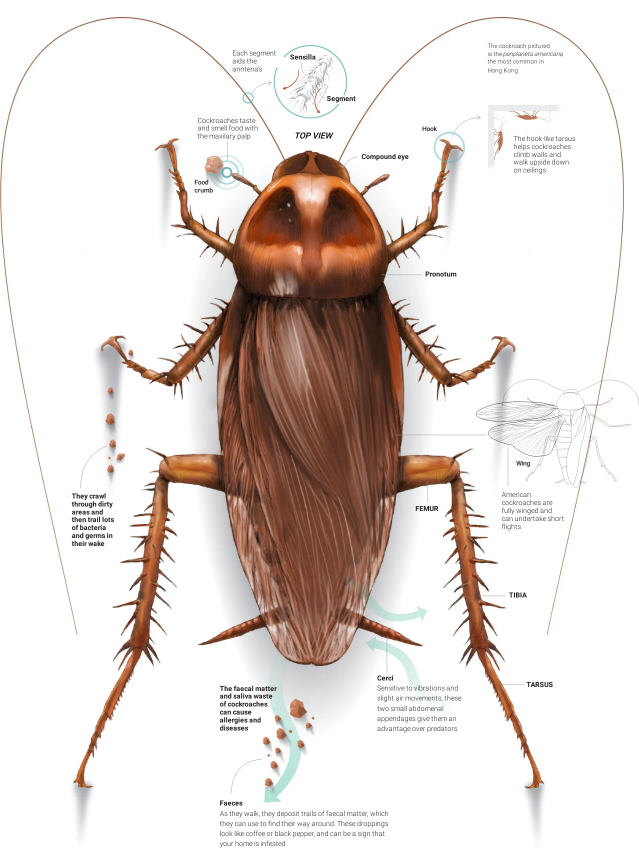 The cockroach pictured
is the periplaneta americana,
the most common in
Hong Kong
Each segment
aids the
anntena's
Sensilla
Segment
Cockroaches taste
and smell food with
the maxilary palp
TOP VIEW
Hook
The hook-like tarsus
helps cockroaches
climb walls and
walk upside down
on ceilings
Compound eye
Food
crumb
Pronotum
Wing
American
cockroaches are
fully winged and
can undertake short
flights
They crawl
through dirty
areas and
then trail lots
of bacteria
and germs in
their wake
FEMUR
TIBIA
TARSUS
Cerci
Sensitive to vibrations and
slight air movements, these
two small abdomenal
appendages give them an
advantage over predators
The faecal matter
and saliva waste
of cockroaches
can cause
allergies and
diseases
Faeces
As they walk, they deposit trails of faecal matter, which
they can use to find their way around. These droppings
look like coffee or black pepper, and can be a sign that
your home is infested